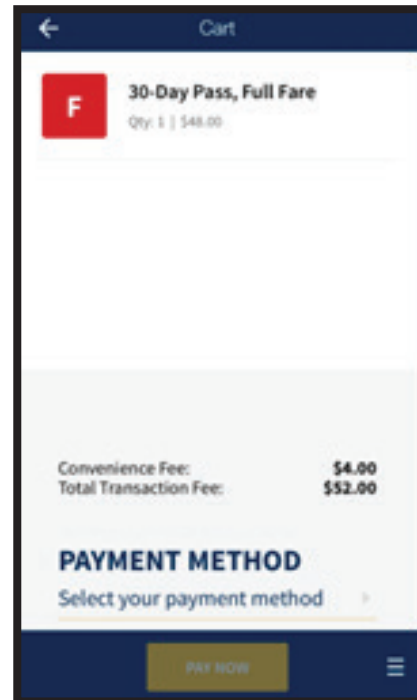 Cart
F
30-Day Pass, Full Fare
Qty: 1 | $48.00
Convenience Fee: $4.00
Total Transaction Fee: $52.00
PAYMENT METHOD
Select your payment method
PAY NOW